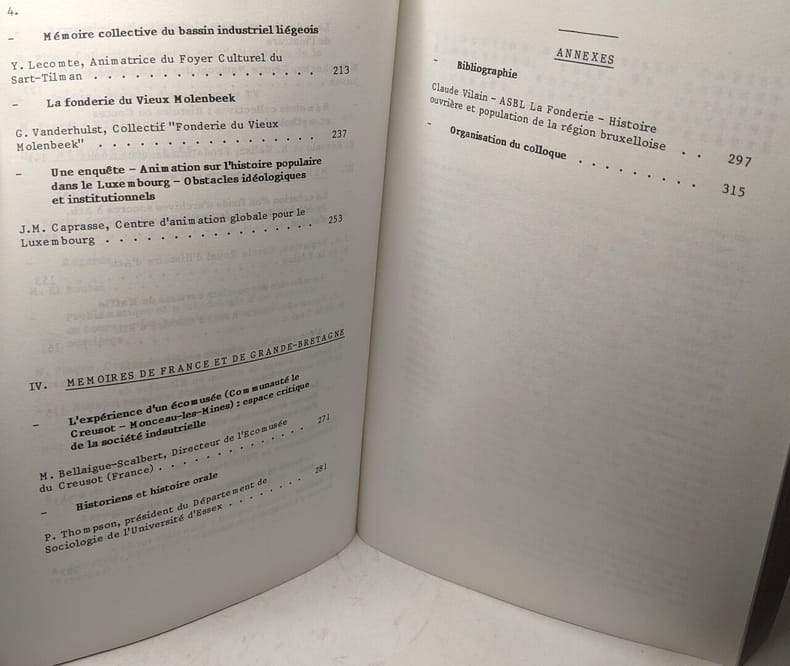 4.
– Mémoire collective du bassin industriel liégeois
Y. Lecomte, Animatrice du Foyer Culturel du
Sart-Tilman . . . . . . . . . . . . . . . . 213
– La fonderie du Vieux Molenbeek
G. Vanderhulst, Collectif "Fonderie du Vieux
Molenbeek" . . . . . . . . . . . . . . . . 237
– Une enquête – Animation sur l'histoire populaire
dans le Luxembourg – Obstacles idéologiques
et institutionnels
J.M. Caprasse, Centre d'animation globale pour le
Luxembourg . . . . . . . . . . . . . . . . 253
IV. MEMOIRES DE FRANCE ET DE GRANDE-BRETAGNE
– L'expérience d'un écomusée (Communauté le
Creusot – Monceau-les-Mines) : espace critique
de la société indsutrielle
M. Bellaigue-Scalbert, Directeur de l'Ecomusée
du Creusot (France) . . . . . . . . . . . 271
– Historiens et histoire orale
P. Thompson, président du Département de
Sociologie de l'Université d'Essex . . . . . . . 281
ANNEXES
- Bibliographie
Claude Vilain – ASBL La Fonderie – Histoire
ouvrière et population de la région bruxelloise . . 297
- Organisation du colloque . . . . . . . . . 315